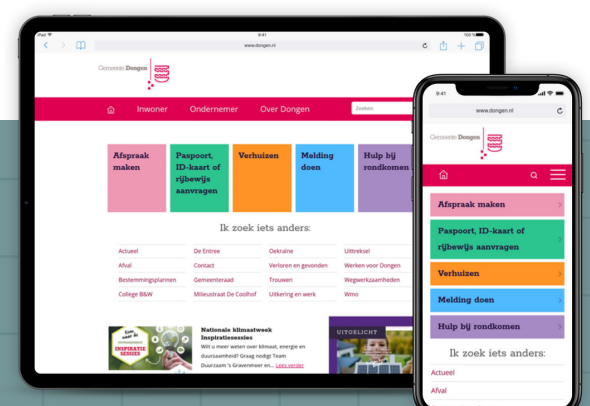 iPad
9:41
100 %
www.dongen.nl
Gemeente Dongen
Inwoner Ondernemer Over Dongen Zoeken
Afspraak
maken
Paspoort,
ID-kaart of
rijbewijs
aanvragen
Verhuizen
Melding
doen
Hulp bij
rondkomen
Ik zoek iets anders:
Actueel De Entree Oekraïne Uittreksel
Afval Contact Verloren en gevonden Werken voor Dongen
Bestemmingsplannen Gemeenteraad Trouwen Wegwerkzaamheden
College B&W Milieustraat De Coolhof Uitkering en werk Wmo
INSPIRATIE
SESSIES
Nationale klimaatweek
Inspiratiesessies
Wilt u meer weten over
klimaat, energie en
duurzaamheid? Graag nodigt Team
Duurzaam 's Gravenmoer en... Lees verder
UITGELICHT
9:41
www.dongen.nl
Gemeente Dongen
Afspraak maken
Paspoort, ID-kaart of
rijbewijs aanvragen
Verhuizen
Melding doen
Hulp bij rondkomen
Ik zoek iets anders:
Actueel
Afval